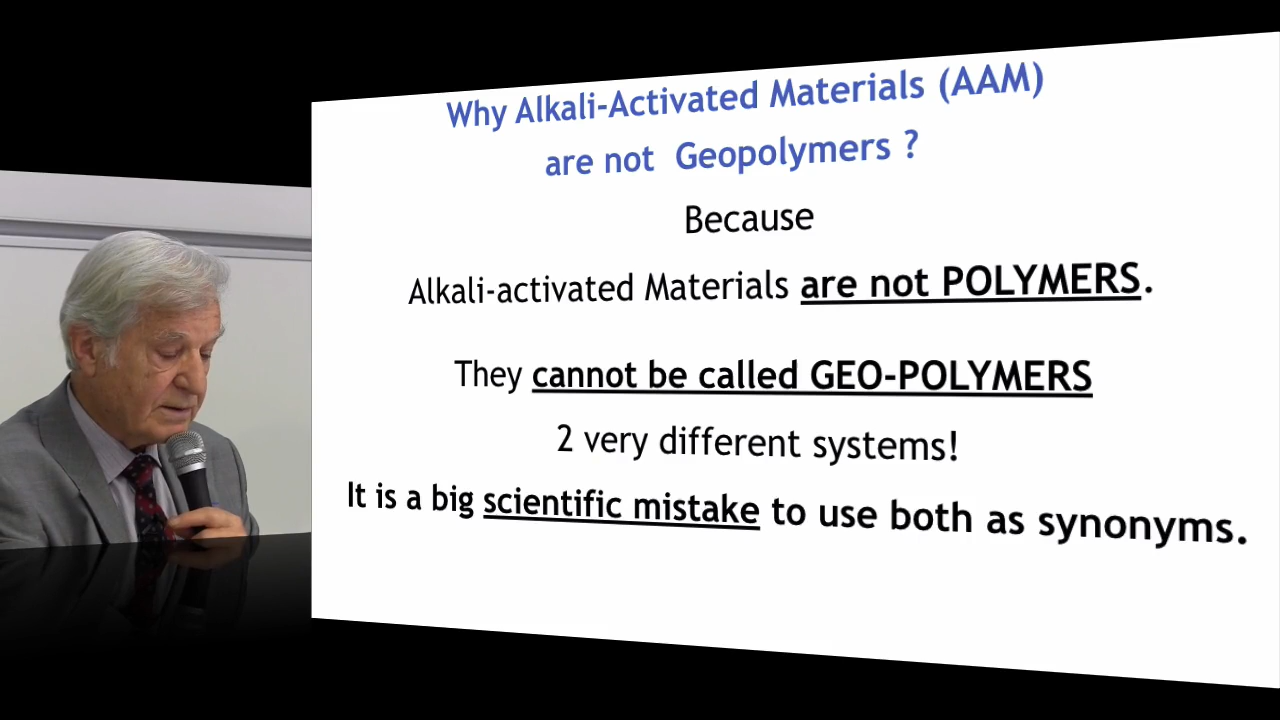 Why Alkali-Activated Materials (AAM)
are not Geopolymers ?
Because
Alkali-activated Materials are not POLYMERS.
They cannot be called GEO-POLYMERS
2 very different systems!
It is a big scientific mistake to use both as synonyms.